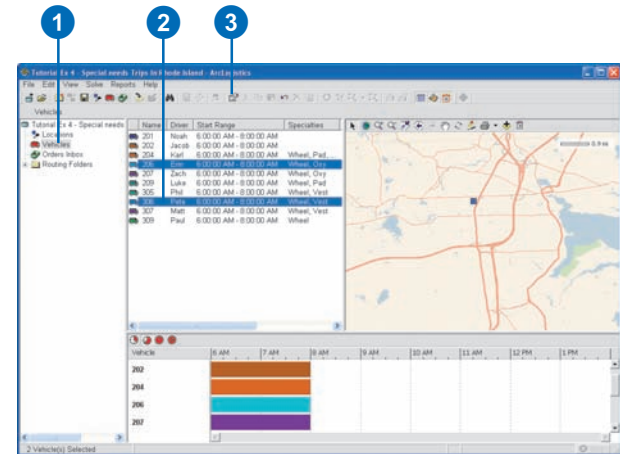 1 2 3
Tutorial Ex 4 - Special needs Trips In Rhode Island - ArcLogistics
File Edit View Solve Reports Help
Vehicles
Tutorial Ex 4 - Special needs
Locations
Vehicles
Orders Inbox
Routing Folders
Name Driver Start Range Specialties
201 Noah 6:00:00 AM - 8:00:00 AM
202 Jacob 6:00:00 AM - 8:00:00 AM
204 Karl 6:00:00 AM - 8:00:00 AM Wheel, Pad,...
206 Eric 6:00:00 AM - 8:00:00 AM Wheel, Oxy
207 Zach 6:00:00 AM - 8:00:00 AM Wheel, Oxy
209 Luke 6:00:00 AM - 8:00:00 AM Wheel, Pad
305 Phil 6:00:00 AM - 8:00:00 AM Wheel, Vest
306 Pete 6:00:00 AM - 8:00:00 AM Wheel, Vest
307 Matt 6:00:00 AM - 8:00:00 AM Wheel, Vest
309 Paul 6:00:00 AM - 8:00:00 AM Wheel
Vehicle 6 AM 7 AM 8 AM 9 AM 10 AM 11 AM 12 PM 1 PM
202
204
206
207
2 Vehicle(s) Selected